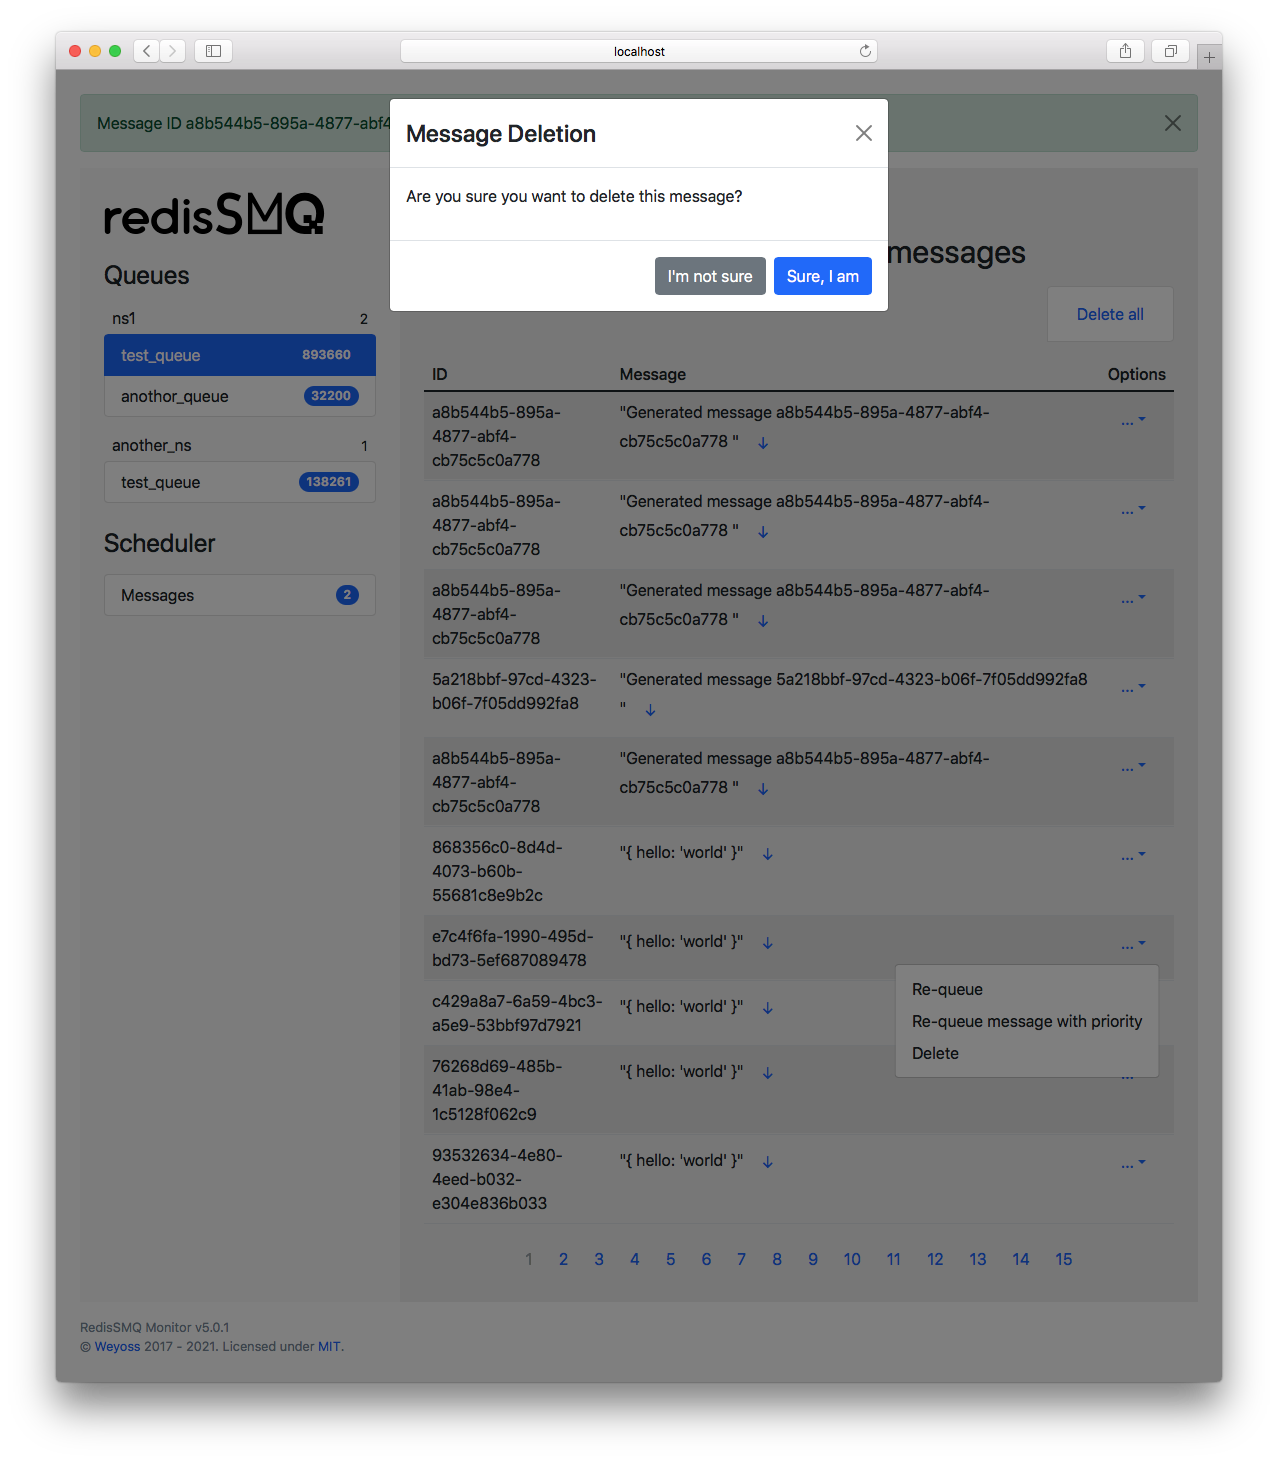 localhost
Message ID a8b544b5-895a-4877-abf4
Message Deletion
Are you sure you want to delete this message?
I'm not sure
Sure, I am
redisSMQ
Queues
ns1 2
test_queue 893660
anothor_queue 32200
another_ns 1
test_queue 138261
Scheduler
Messages 2
messages
Delete all
ID Message Options
a8b544b5-895a-
4877-abf4-
cb75c5c0a778
"Generated message a8b544b5-895a-4877-abf4-
cb75c5c0a778 " ↓
...
a8b544b5-895a-
4877-abf4-
cb75c5c0a778
"Generated message a8b544b5-895a-4877-abf4-
cb75c5c0a778 " ↓
...
a8b544b5-895a-
4877-abf4-
cb75c5c0a778
"Generated message a8b544b5-895a-4877-abf4-
cb75c5c0a778 " ↓
...
5a218bbf-97cd-4323-
b06f-7f05dd992fa8
"Generated message 5a218bbf-97cd-4323-b06f-7f05dd992fa8
" ↓
...
a8b544b5-895a-
4877-abf4-
cb75c5c0a778
"Generated message a8b544b5-895a-4877-abf4-
cb75c5c0a778 " ↓
...
868356c0-8d4d-
4073-b60b-
55681c8e9b2c
"{ hello: 'world' }" ↓
...
e7c4f6fa-1990-495d-
bd73-5ef687089478
"{ hello: 'world' }" ↓
...
Re-queue
Re-queue message with priority
Delete
c429a8a7-6a59-4bc3-
a5e9-53bbf97d7921
"{ hello: 'world' }" ↓
76268d69-485b-
41ab-98e4-
1c5128f062c9
"{ hello: 'world' }" ↓
...
93532634-4e80-
4eed-b032-
e304e836b033
"{ hello: 'world' }" ↓
...
1 2 3 4 5 6 7 8 9 10 11 12 13 14 15
RedisSMQ Monitor v5.0.1
© Weyoss 2017 - 2021. Licensed under MIT.